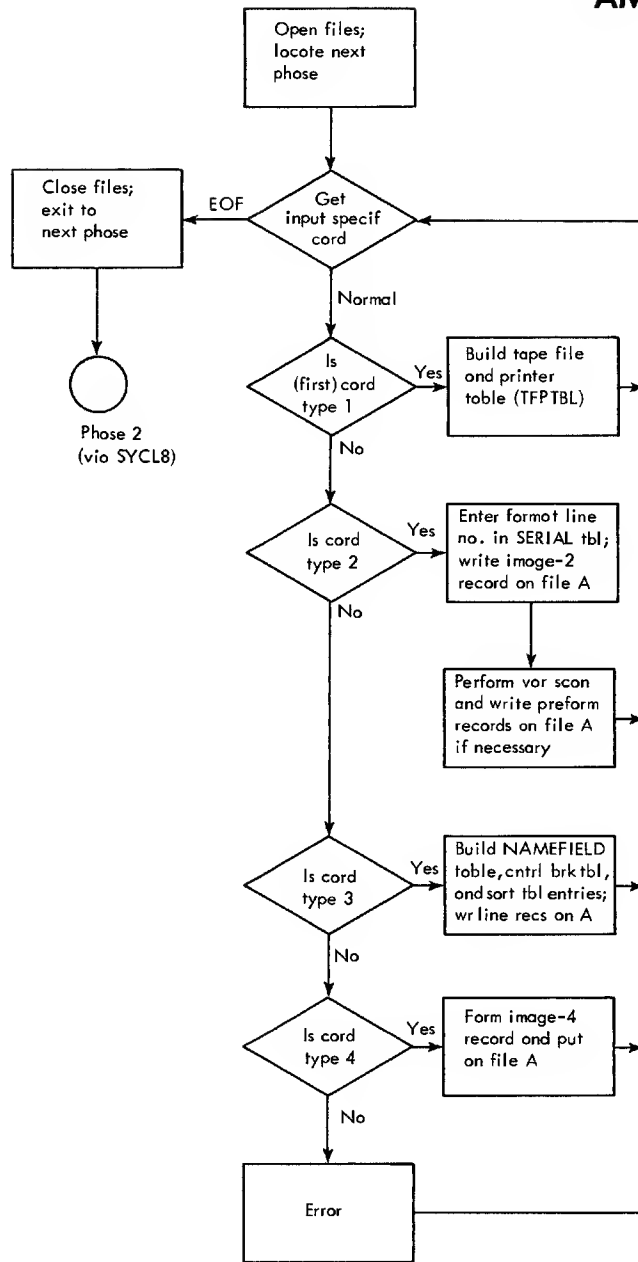 AM
Open files;
locote next
phose
Close files;
exit to
next phose
EOF
Get
input specif
cord
Normal
Phase 2
(vio SYCL8)
Is
(first) cord
type 1
Yes
Build tape file
ond printer
toble (TFPTBL)
No
Is cord
type 2
Yes
Enter formot line
no. in SERIAL tbl;
write imoge-2
record on file A
No
Perform vor scon
and write preform
records on file A
if necessary
Is cord
type 3
Yes
Build NAMEFIELD
toble, cntrl brk tbl,
ond sort tbl entries;
wr line recs on A
No
Is cord
type 4
Yes
Form image-4
record ond put
on file A
No
Error